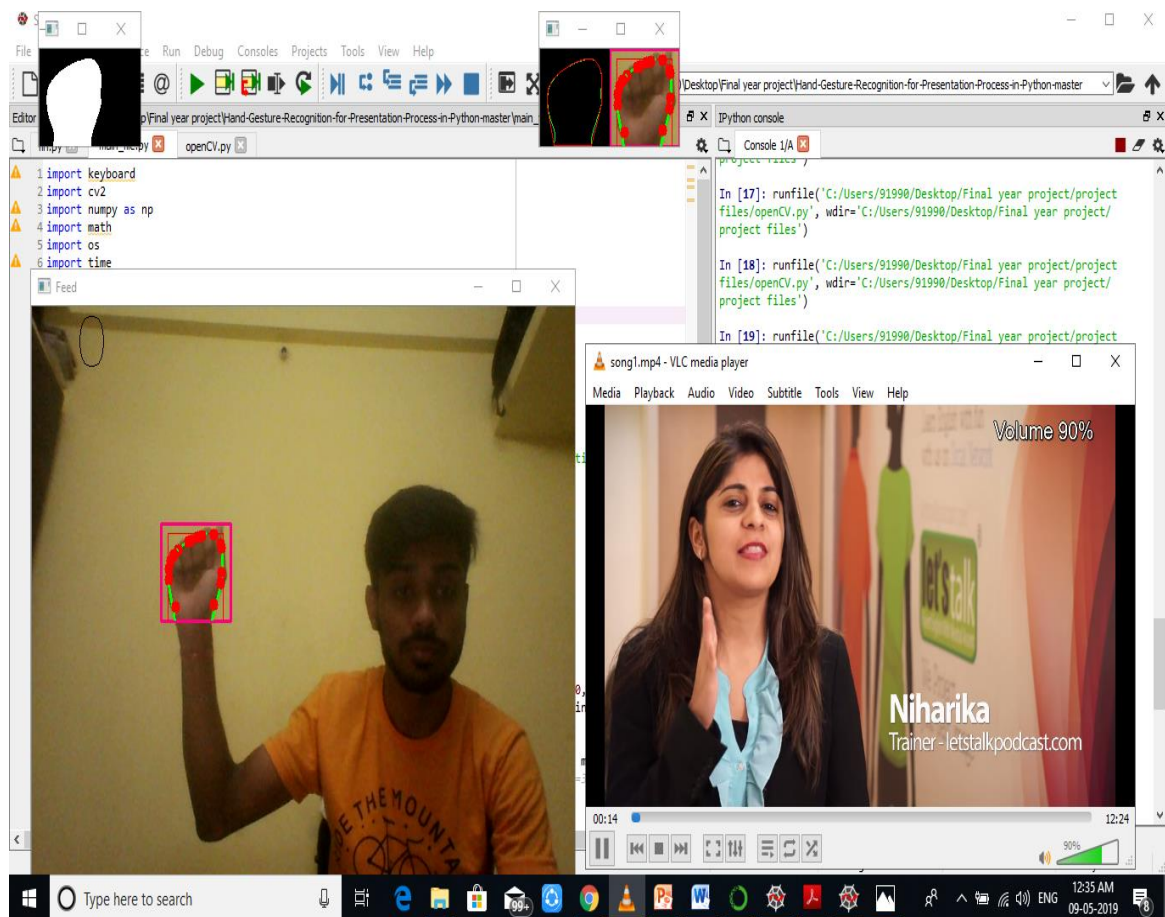 File
ce Run Debug Consoles Projects Tools View Help
\Desktop\Final year project\Hand-Gesture-Recognition-for-Presentation-Process-in-Python-master
Editor
p\Final year project\Hand-Gesture-Recognition-for-Presentation-Process-in-Python-master\main_
IPython console
openCV.py
Console 1/A
1 import keyboard
2 import cv2
3 import numpy as np
4 import math
5 import os
6 import time
project files')
In [17]: runfile('C:/Users/91990/Desktop/Final year project/project
files/openCV.py', wdir='C:/Users/91990/Desktop/Final year project/
project files')
In [18]: runfile('C:/Users/91990/Desktop/Final year project/project
files/openCV.py', wdir='C:/Users/91990/Desktop/Final year project/
project files')
In [19]: runfile('C:/Users/91990/Desktop/Final year project/project
Feed
THE MOUNTA
song1.mp4 - VLC media player
Media Playback Audio Video Subtitle Tools View Help
Volume 90%
let's talk
Niharika
Trainer - letstalkpodcast.com
00:14
12:24
90%
Type here to search
99+
ENG
12:35 AM
09-05-2019
8